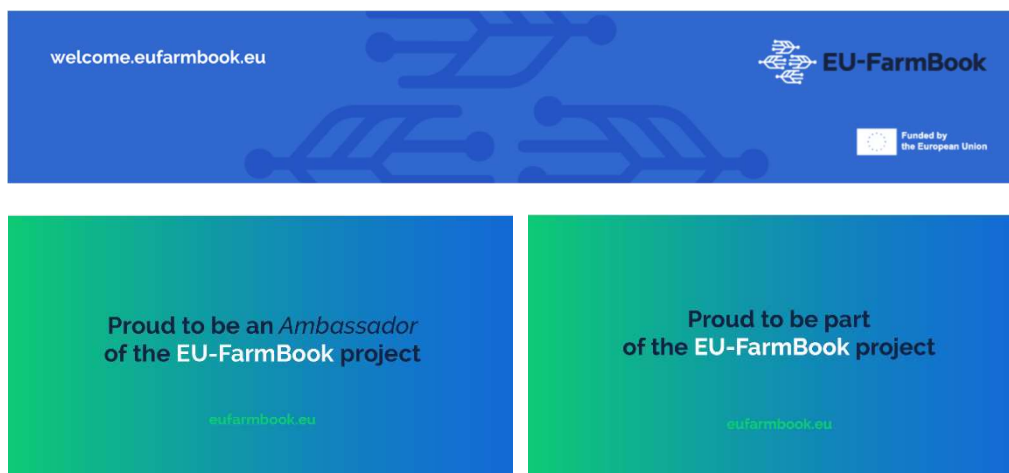 welcome.eufarmbook.eu
EU-FarmBook
Funded by
the European Union
Proud to be an Ambassador
of the EU-FarmBook project
eufarmbook.eu
Proud to be part
of the EU-FarmBook project
eufarmbook.eu